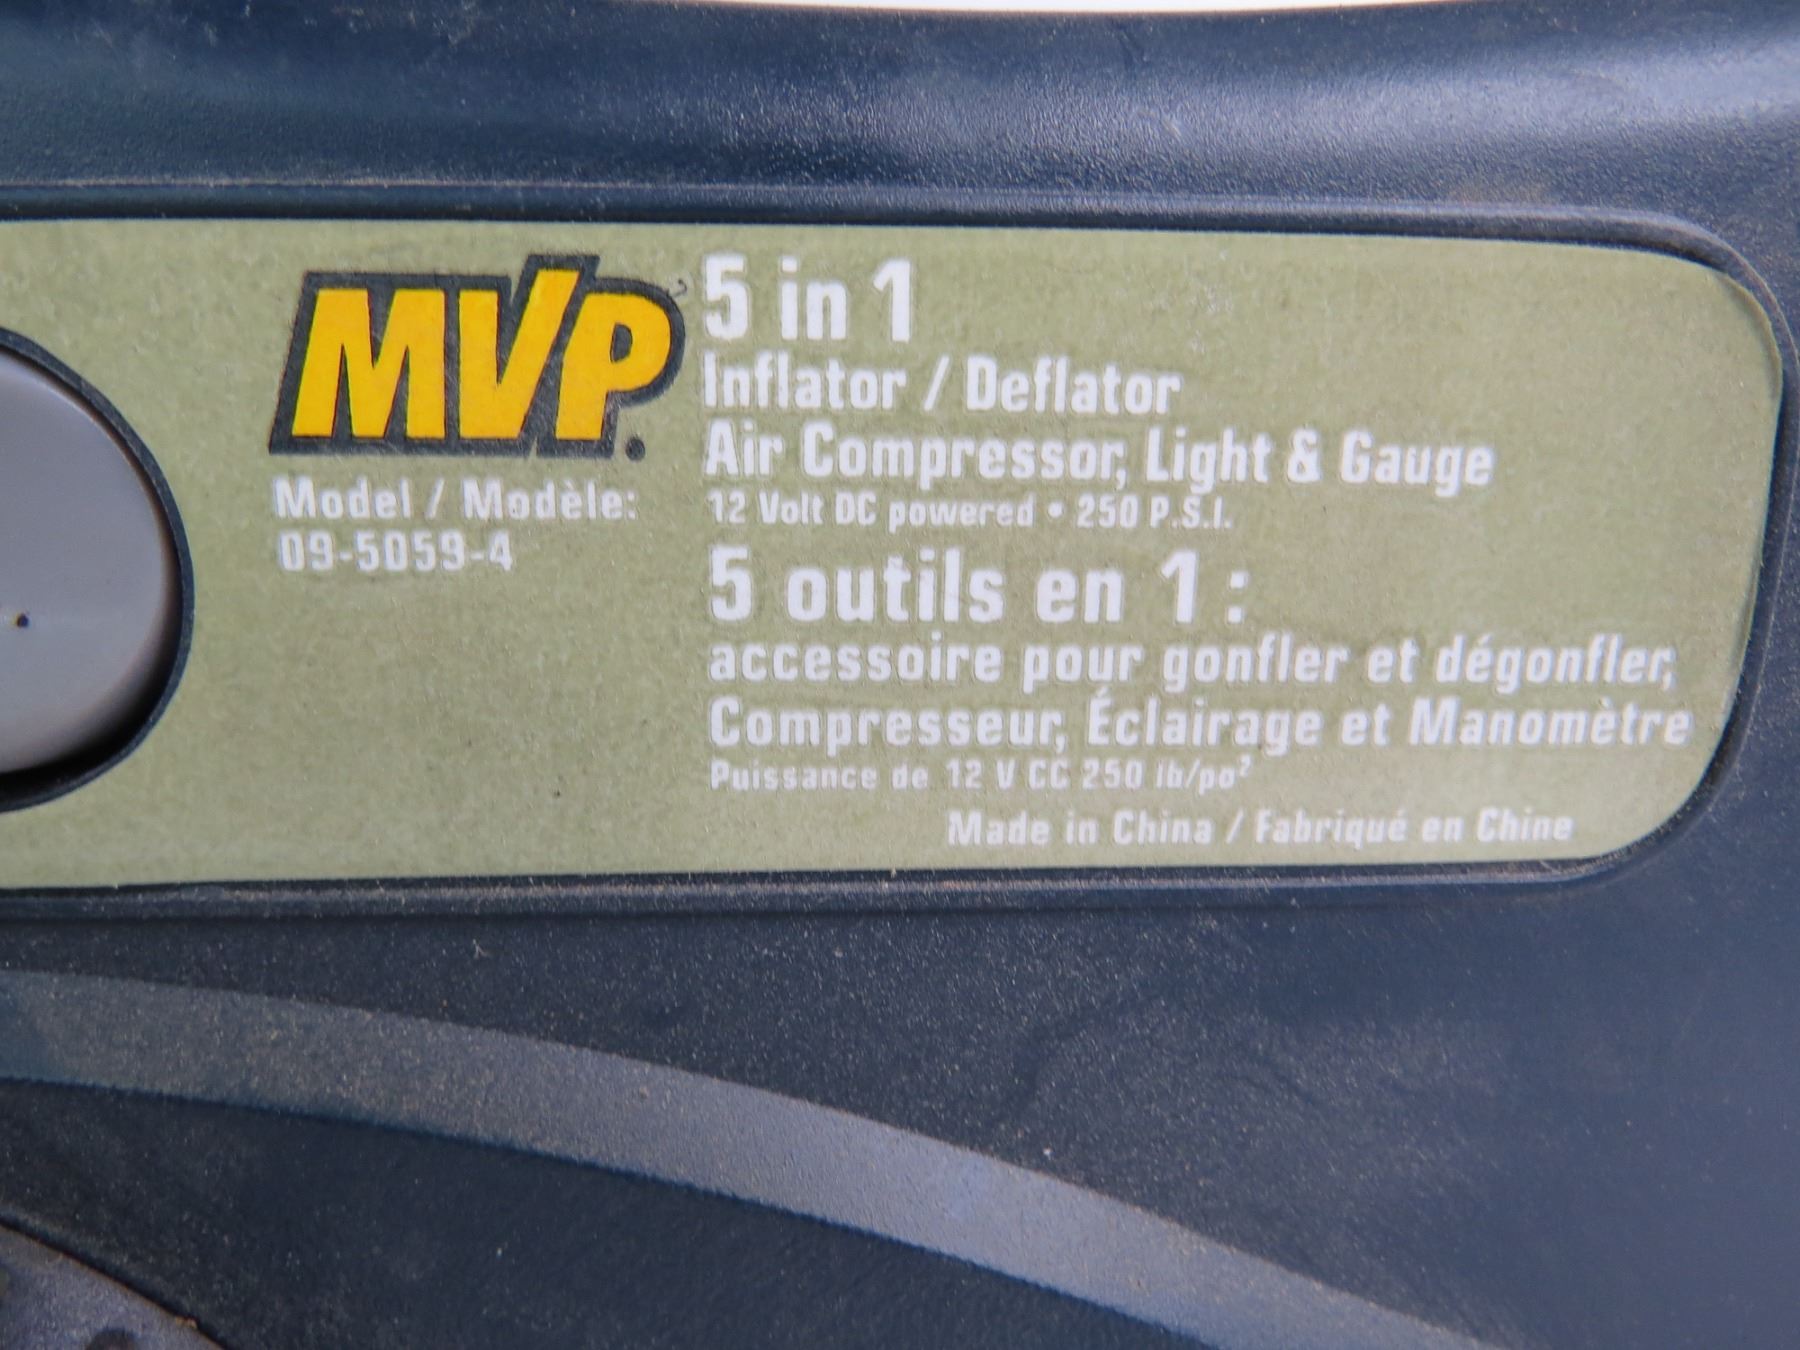 MVP.
Model / Modèle:
09-5059-4
5 in 1
Inflator / Deflator
Air Compressor, Light & Gauge
12 Volt DC powered • 250 P.S.I.
5 outils en 1 :
accessoire pour gonfler et dégonfler,
Compresseur, Éclairage et Manomètre
Puissance de 12 V CC 250 lb/po²
Made in China / Fabriqué en Chine